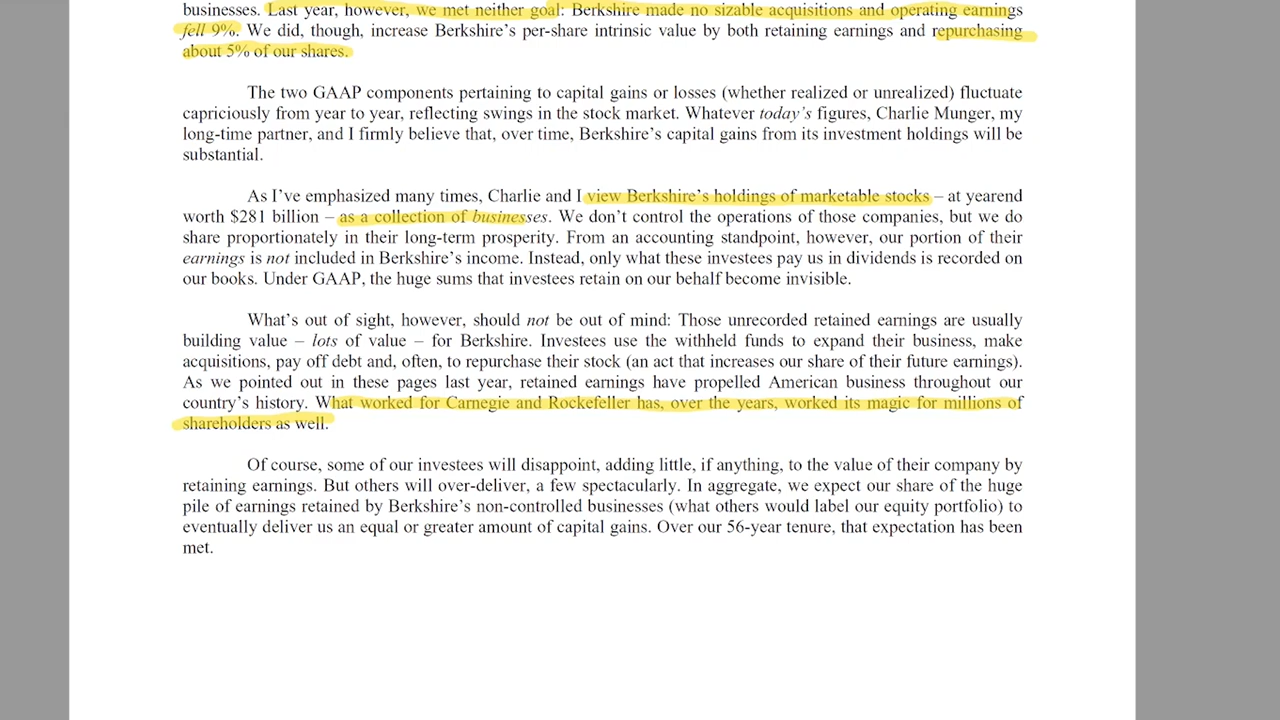 businesses. Last year, however, we met neither goal: Berkshire made no sizable acquisitions and operating earnings
fell 9%. We did, though, increase Berkshire's per-share intrinsic value by both retaining earnings and repurchasing
about 5% of our shares.
The two GAAP components pertaining to capital gains or losses (whether realized or unrealized) fluctuate
capriciously from year to year, reflecting swings in the stock market. Whatever today's figures, Charlie Munger, my
long-time partner, and I firmly believe that, over time, Berkshire's capital gains from its investment holdings will be
substantial.
As I've emphasized many times, Charlie and I view Berkshire's holdings of marketable stocks – at yearend
worth $281 billion – as a collection of businesses. We don't control the operations of those companies, but we do
share proportionately in their long-term prosperity. From an accounting standpoint, however, our portion of their
earnings is not included in Berkshire's income. Instead, only what these investees pay us in dividends is recorded on
our books. Under GAAP, the huge sums that investees retain on our behalf become invisible.
What's out of sight, however, should not be out of mind: Those unrecorded retained earnings are usually
building value – lots of value – for Berkshire. Investees use the withheld funds to expand their business, make
acquisitions, pay off debt and, often, to repurchase their stock (an act that increases our share of their future earnings).
As we pointed out in these pages last year, retained earnings have propelled American business throughout our
country's history. What worked for Carnegie and Rockefeller has, over the years, worked its magic for millions of
shareholders as well.
Of course, some of our investees will disappoint, adding little, if anything, to the value of their company by
retaining earnings. But others will over-deliver, a few spectacularly. In aggregate, we expect our share of the huge
pile of earnings retained by Berkshire's non-controlled businesses (what others would label our equity portfolio) to
eventually deliver us an equal or greater amount of capital gains. Over our 56-year tenure, that expectation has been
met.